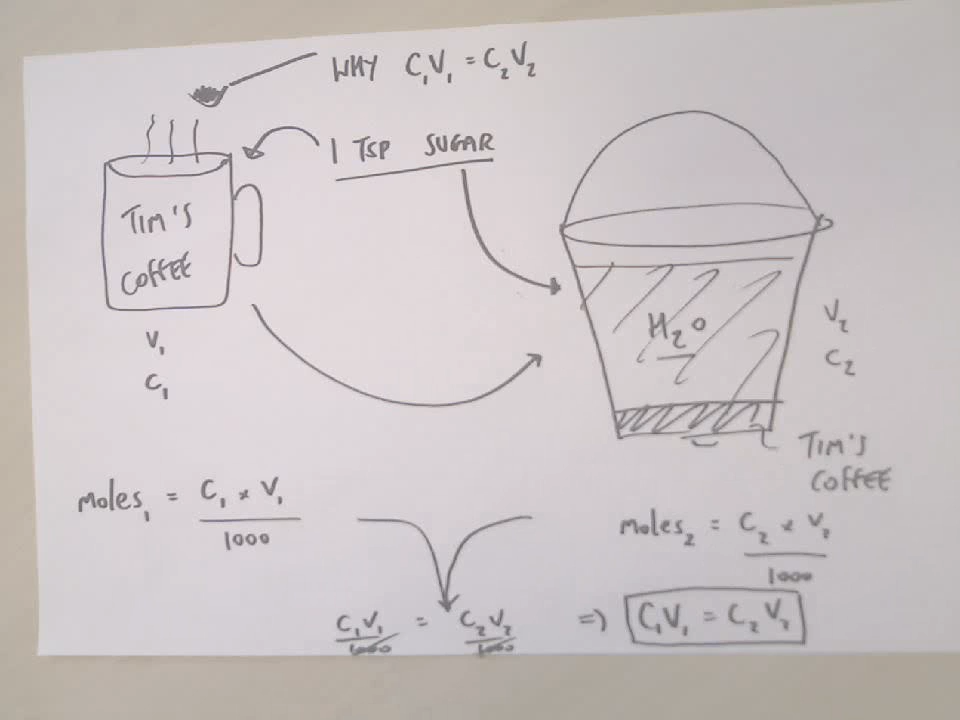 WHY C₁V₁ = C₂V₂
1 TSP SUGAR
TIM'S
COFFEE
V₁
C₁
H₂O
V₂
C₂
TIM'S
COFFEE
moles₁ = C₁ × V₁
1000
moles₂ = C₂ × V₂
1000
C₁V₁ = C₂V₂ => C₁V₁ = C₂V₂
1000 1000